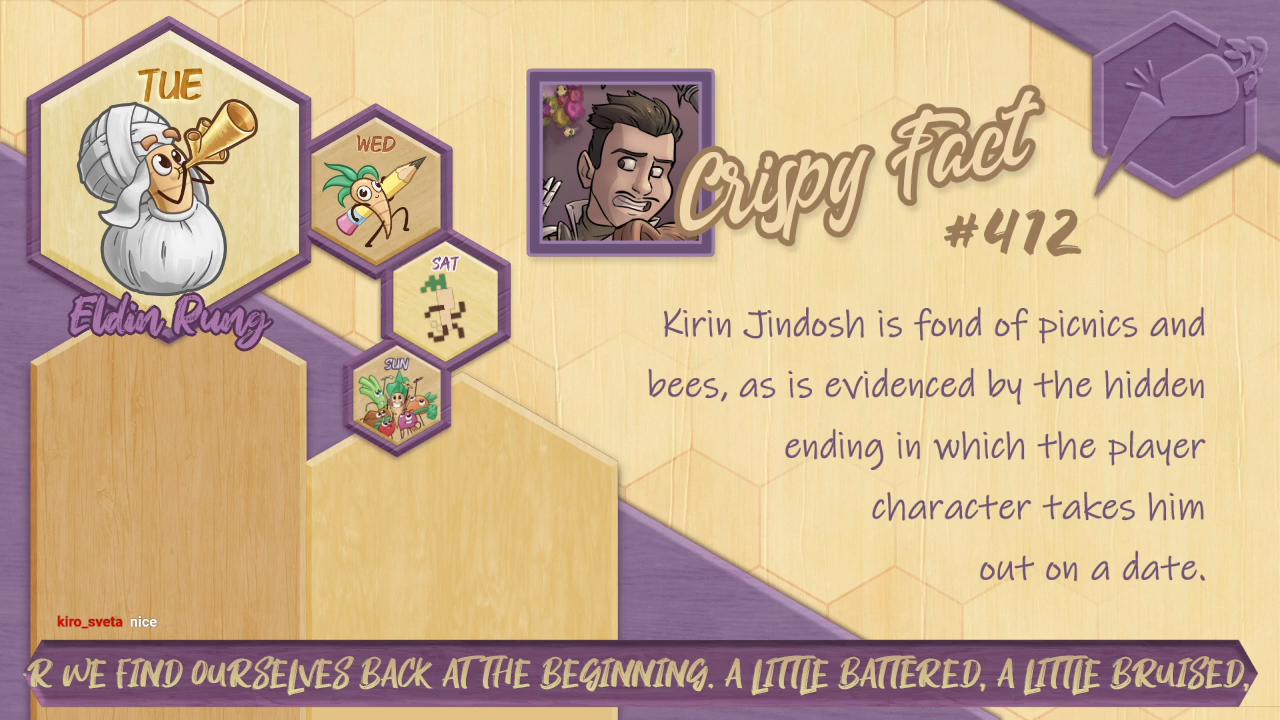 TUE
WED
SAT
SUN
Eldin Rung
Crispy Fact
#412
Kirin Jindosh is fond of picnics and
bees, as is evidenced by the hidden
ending in which the player
character takes him
out on a date.
kiro_sveta nice
R WE FIND OURSELVES BACK AT THE BEGINNING. A LITTLE BATTERED, A LITTLE BRUISED,